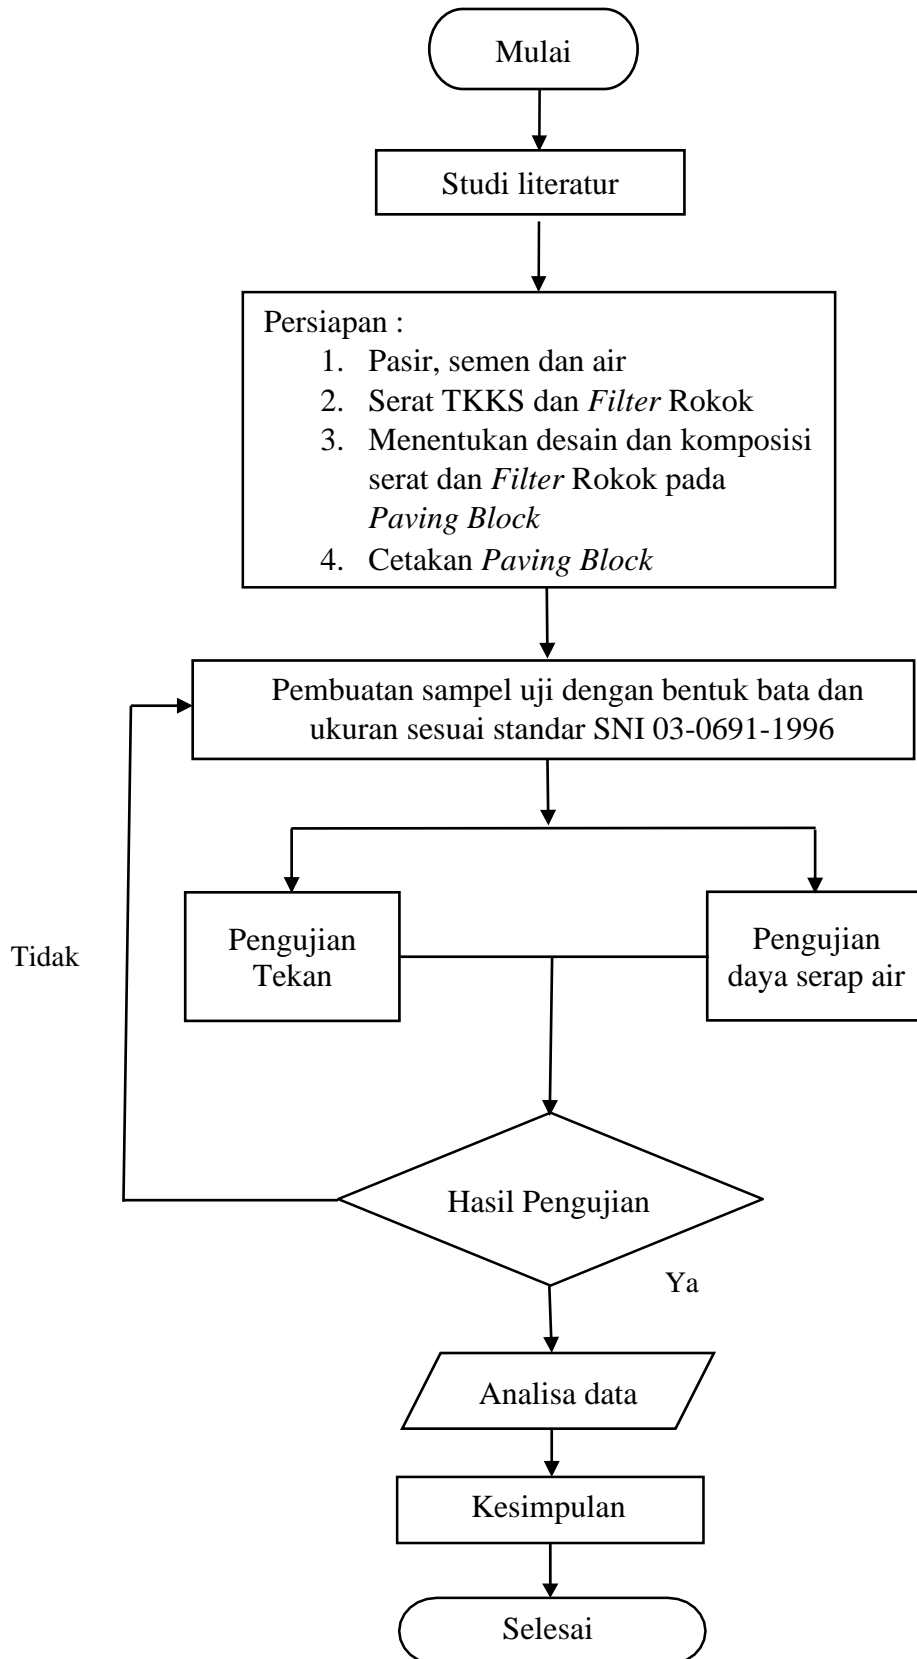 Mulai
Studi literatur
Persiapan :
1. Pasir, semen dan air
2. Serat TKKS dan Filter Rokok
3. Menentukan desain dan komposisi
serat dan Filter Rokok pada
Paving Block
4. Cetakan Paving Block
Pembuatan sampel uji dengan bentuk bata dan
ukuran sesuai standar SNI 03-0691-1996
Pengujian
Tekan
Pengujian
daya serap air
Tidak
Hasil Pengujian
Ya
Analisa data
Kesimpulan
Selesai